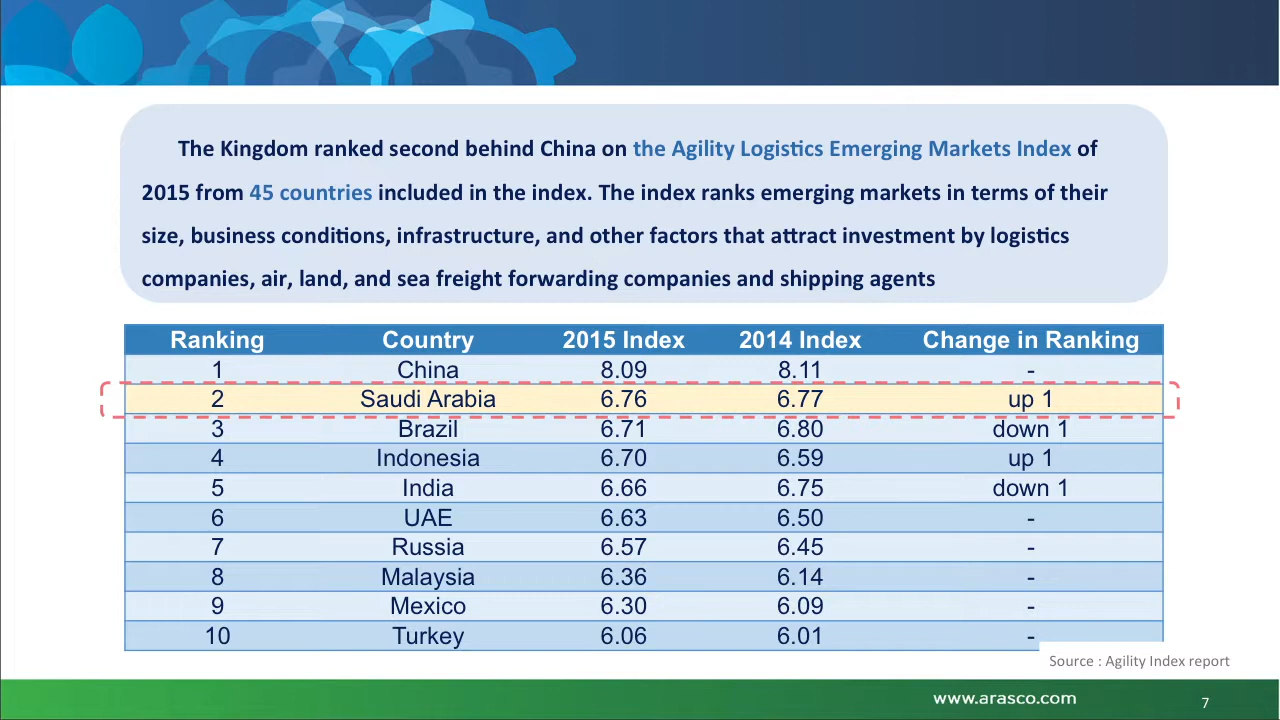 The Kingdom ranked second behind China on the Agility Logistics Emerging Markets Index of
2015 from 45 countries included in the index. The index ranks emerging markets in terms of their
size, business conditions, infrastructure, and other factors that attract investment by logistics
companies, air, land, and sea freight forwarding companies and shipping agents
Ranking Country 2015 Index 2014 Index Change in Ranking
1 China 8.09 8.11 -
2 Saudi Arabia 6.76 6.77 up 1
3 Brazil 6.71 6.80 down 1
4 Indonesia 6.70 6.59 up 1
5 India 6.66 6.75 down 1
6 UAE 6.63 6.50 -
7 Russia 6.57 6.45 -
8 Malaysia 6.36 6.14 -
9 Mexico 6.30 6.09 -
10 Turkey 6.06 6.01 -
Source : Agility Index report
www.arasco.com
7